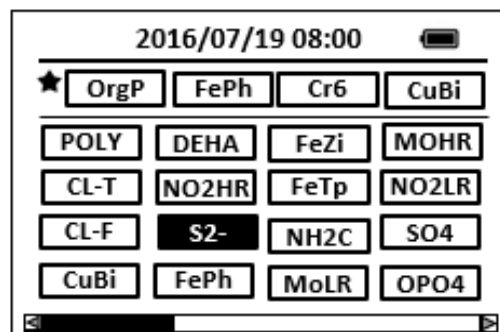 2016/07/19 08:00
OrgP FePh Cr6 CuBi
POLY DEHA FeZi MOHR
CL-T NO2HR FeTp NO2LR
CL-F S2- NH2C SO4
CuBi FePh MoLR OPO4